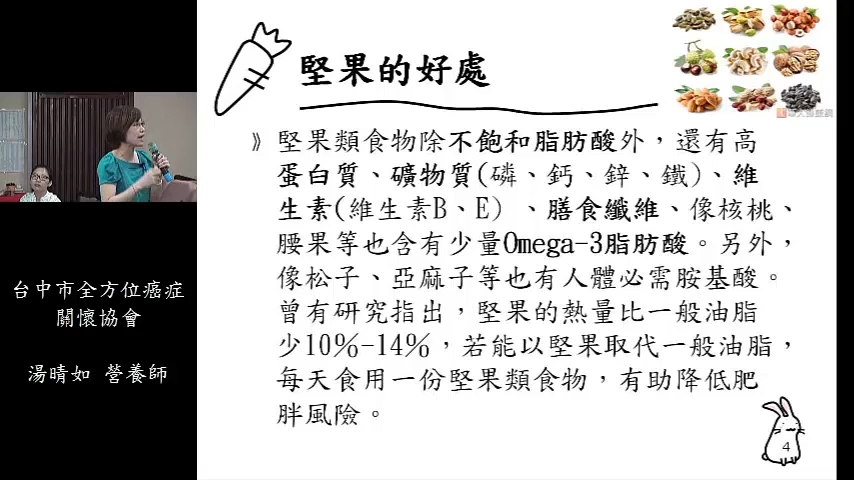 堅果的好處
》堅果類食物除不飽和脂肪酸外，還有高
蛋白質、礦物質(磷、鈣、鋅、鐵)、維
生素(維生素B、E）、膳食纖維、像核桃、
腰果等也含有少量Omega-3脂肪酸。另外，
像松子、亞麻子等也有人體必需胺基酸。
曾有研究指出，堅果的熱量比一般油脂
少10%-14%，若能以堅果取代一般油脂，
每天食用一份堅果類食物，有助降低肥
胖風險。
4
台中市全方位癌症
關懷協會
湯晴如 營養師